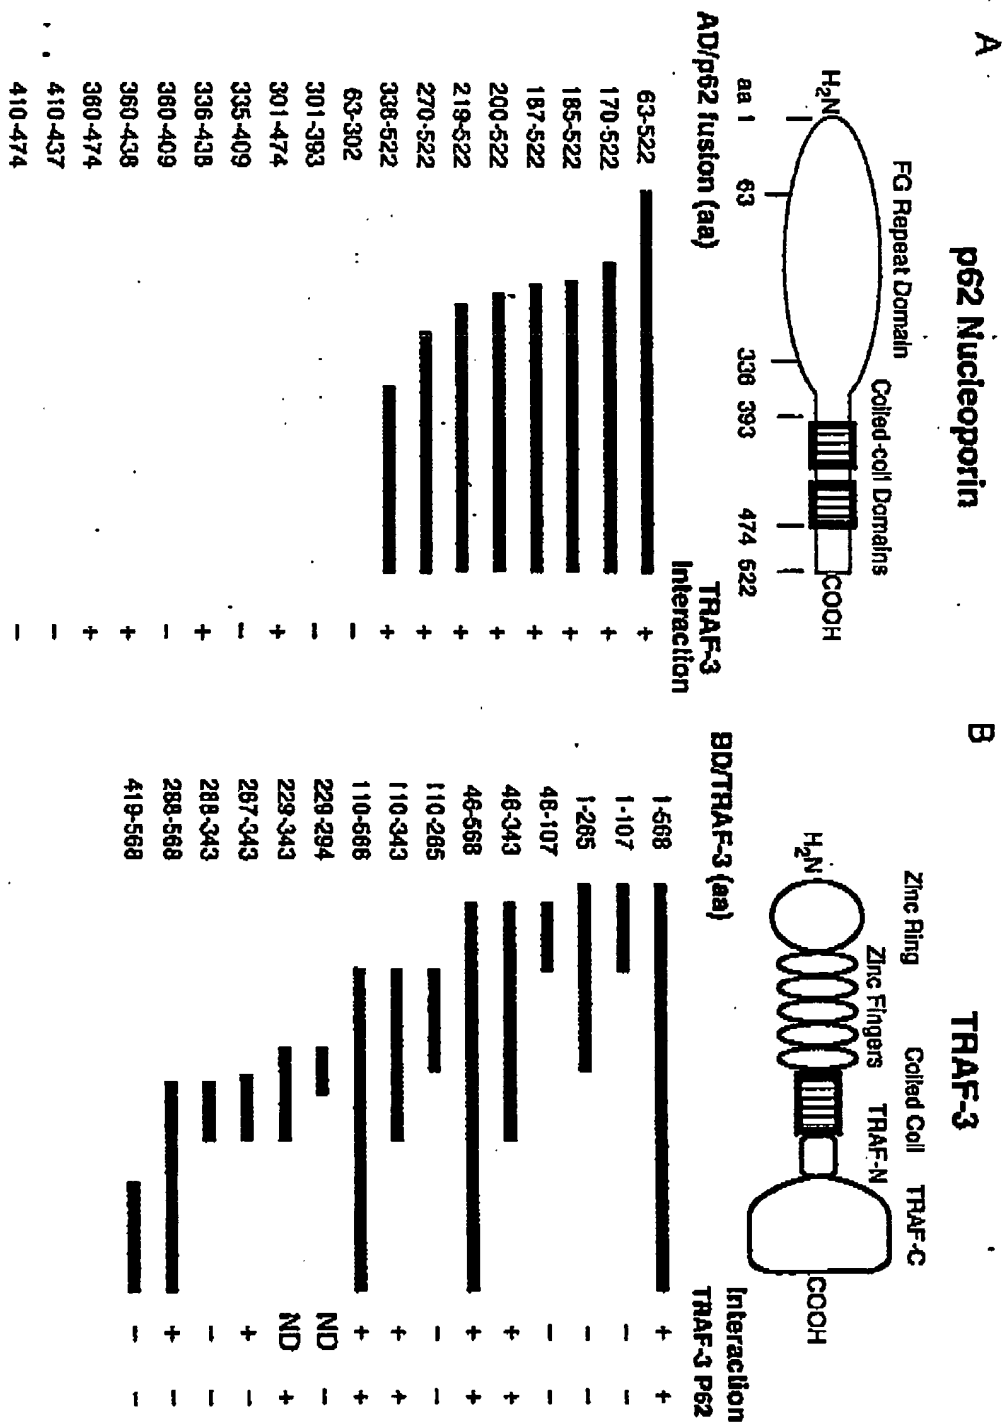 A
p62 Nucleoporin
FG Repeat Domain
Coiled-coil Domains
H₂N
COOH
aa 1 63 336 393 474 522
AD/p62 fusion (aa)
TRAF-3
Interaction
63-522 +
170-522 +
185-522 +
187-522 +
200-522 +
219-522 +
270-522 +
336-522 +
63-302 -
301-393 -
301-474 +
335-409 -
336-438 +
360-409 -
360-438 +
360-474 +
410-437 -
410-474 -
B
TRAF-3
Zinc Ring
Zinc Fingers
Coiled Coil
TRAF-N
TRAF-C
H₂N
COOH
BD/TRAF-3 (aa)
Interaction
TRAF-3 P62
1-568 + +
1-107 - -
1-265 - -
46-107 - -
46-343 + +
46-568 + +
110-265 - -
110-343 + +
110-568 + +
229-294 ND -
229-343 ND +
267-343 + -
288-343 - -
288-568 + -
419-568 - -